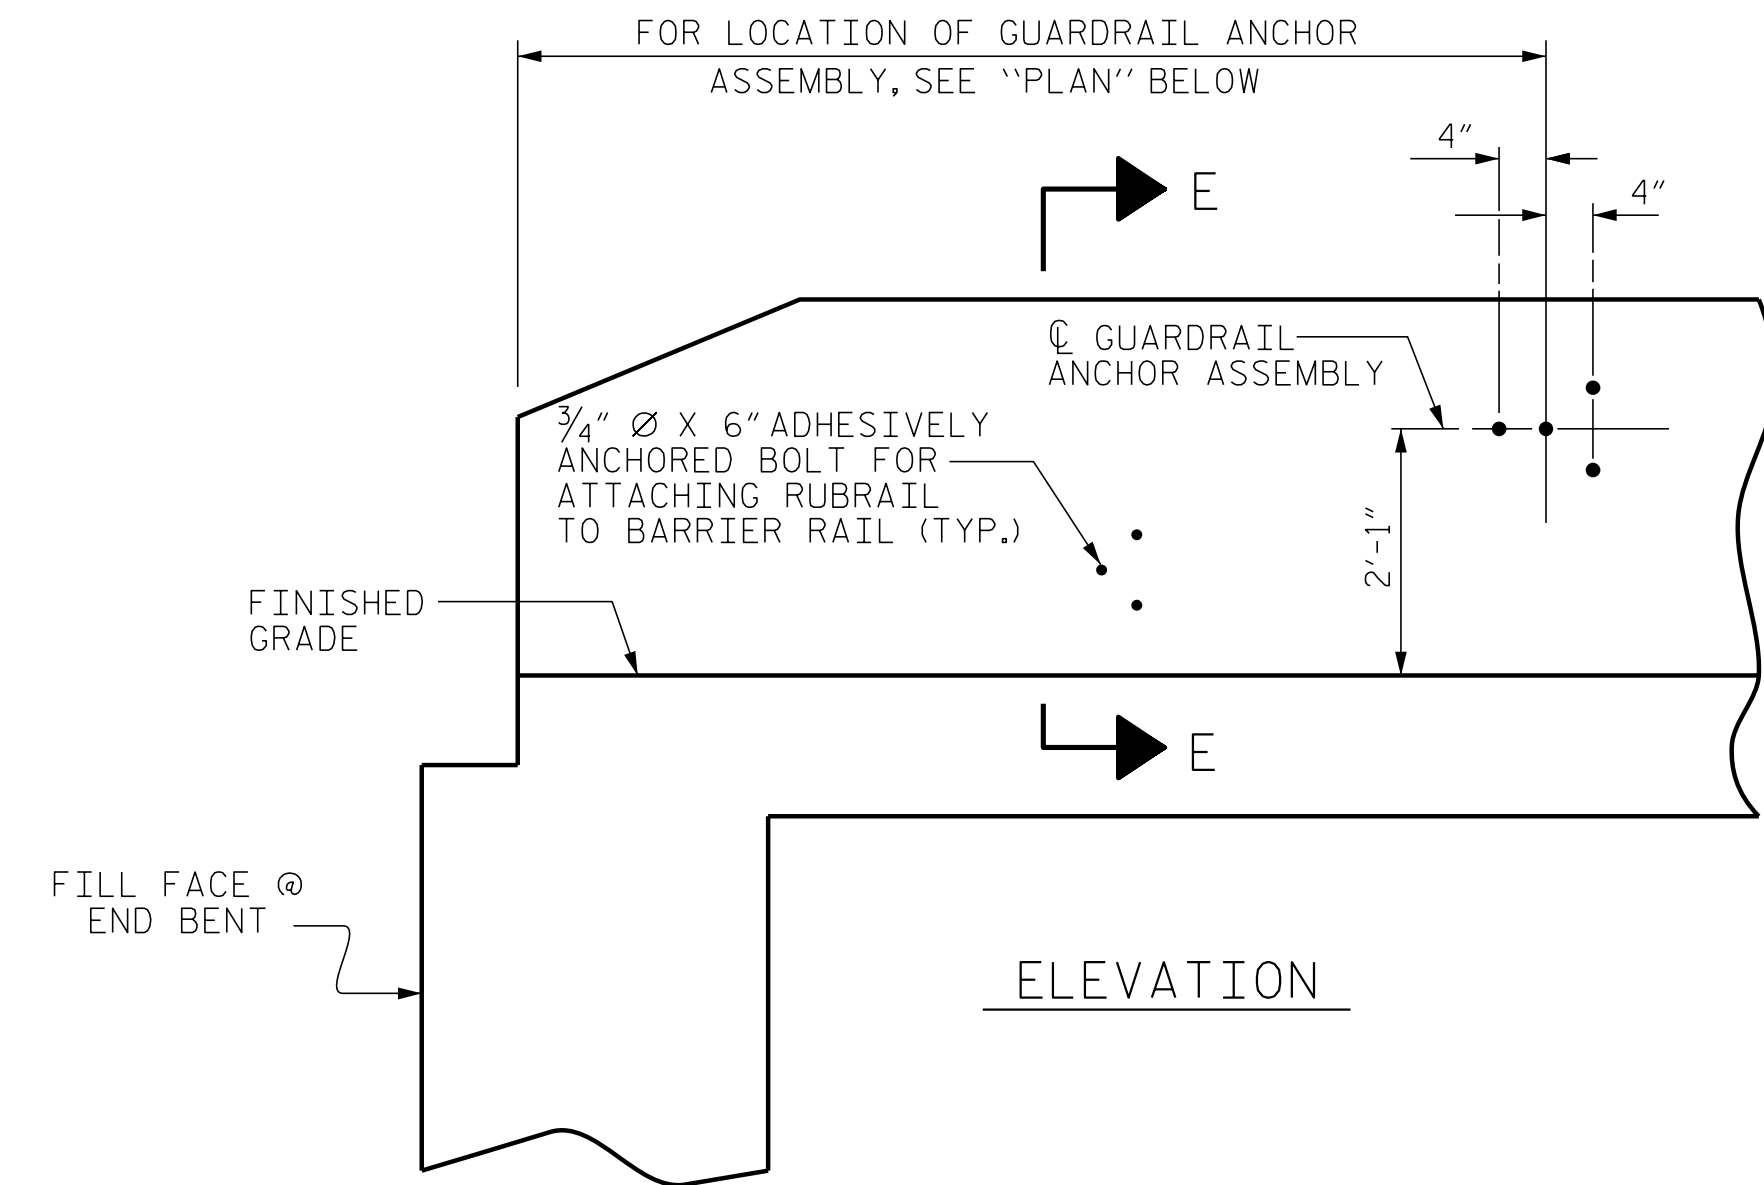 FOR LOCATION OF GUARDRAIL ANCHOR
ASSEMBLY, SEE ‵‵PLAN′′ BELOW
4″
4″
E
℄ GUARDRAIL
ANCHOR ASSEMBLY
3/4″ Ø X 6″ ADHESIVELY
ANCHORED BOLT FOR
ATTACHING RUBRAIL
TO BARRIER RAIL (TYP.)
2′-1″
FINISHED
GRADE
E
FILL FACE @
END BENT
ELEVATION